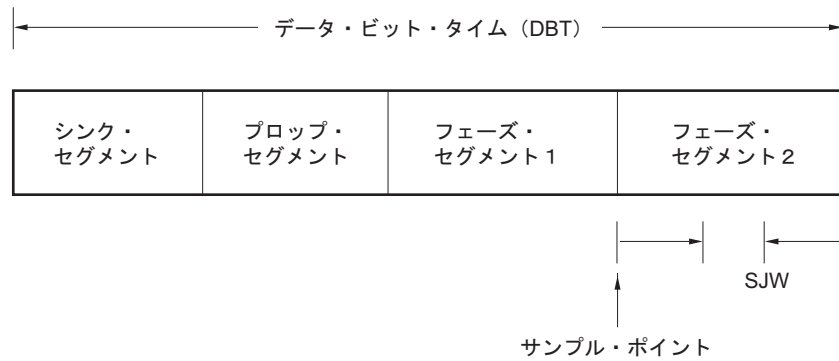 データ・ビット・タイム（DBT）
シンク・
セグメント
プロップ・
セグメント
フェーズ・
セグメント1
フェーズ・
セグメント2
SJW
サンプル・ポイント